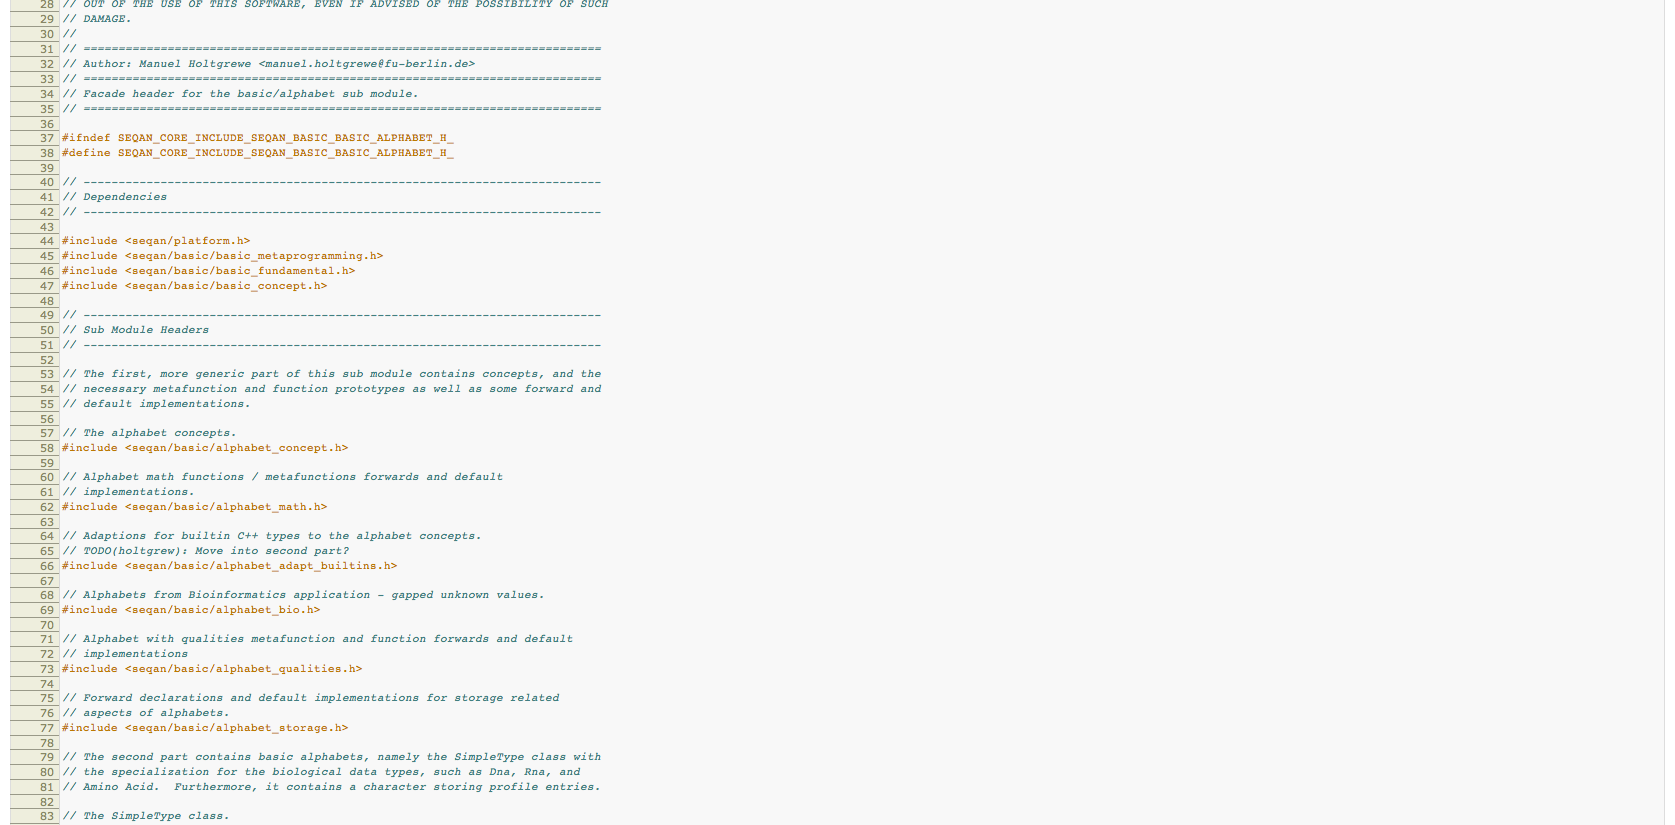 28 // OUT OF THE USE OF THIS SOFTWARE, EVEN IF ADVISED OF THE POSSIBILITY OF SUCH
29 // DAMAGE.
30 //
31 // ==========================================================================
32 // Author: Manuel Holtgrewe <manuel.holtgrewe@fu-berlin.de>
33 // ==========================================================================
34 // Facade header for the basic/alphabet sub module.
35 // ==========================================================================
36
37 #ifndef SEQAN_CORE_INCLUDE_SEQAN_BASIC_BASIC_ALPHABET_H_
38 #define SEQAN_CORE_INCLUDE_SEQAN_BASIC_BASIC_ALPHABET_H_
39
40 // --------------------------------------------------------------------------
41 // Dependencies
42 // --------------------------------------------------------------------------
43
44 #include <seqan/platform.h>
45 #include <seqan/basic/basic_metaprogramming.h>
46 #include <seqan/basic/basic_fundamental.h>
47 #include <seqan/basic/basic_concept.h>
48
49 // --------------------------------------------------------------------------
50 // Sub Module Headers
51 // --------------------------------------------------------------------------
52
53 // The first, more generic part of this sub module contains concepts, and the
54 // necessary metafunction and function prototypes as well as some forward and
55 // default implementations.
56
57 // The alphabet concepts.
58 #include <seqan/basic/alphabet_concept.h>
59
60 // Alphabet math functions / metafunctions forwards and default
61 // implementations.
62 #include <seqan/basic/alphabet_math.h>
63
64 // Adaptions for builtin C++ types to the alphabet concepts.
65 // TODO(holtgrew): Move into second part?
66 #include <seqan/basic/alphabet_adapt_builtins.h>
67
68 // Alphabets from Bioinformatics application - gapped unknown values.
69 #include <seqan/basic/alphabet_bio.h>
70
71 // Alphabet with qualities metafunction and function forwards and default
72 // implementations
73 #include <seqan/basic/alphabet_qualities.h>
74
75 // Forward declarations and default implementations for storage related
76 // aspects of alphabets.
77 #include <seqan/basic/alphabet_storage.h>
78
79 // The second part contains basic alphabets, namely the SimpleType class with
80 // the specialization for the biological data types, such as Dna, Rna, and
81 // Amino Acid.  Furthermore, it contains a character storing profile entries.
82
83 // The SimpleType class.